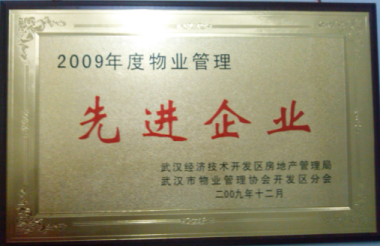 2009年度物业管理
先进企业
武汉经济技术开发区房地产管理局
武汉市物业管理协会开发区分会
二00九年十二月